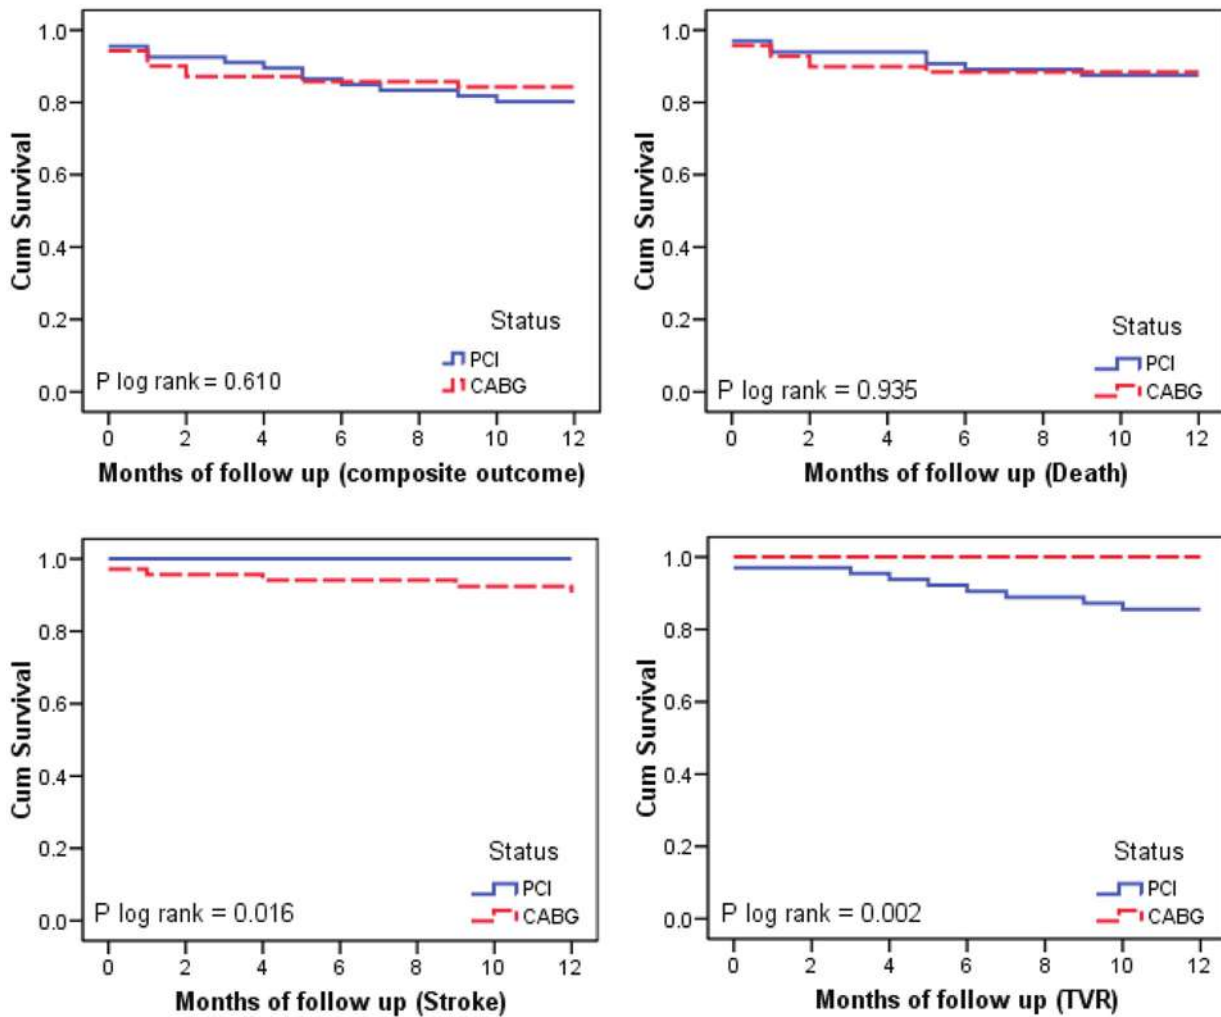 1.0
0.8
0.6
0.4
0.2
0.0
Cum Survival
Status
PCI
CABG
P log rank = 0.610
0 2 4 6 8 10 12
Months of follow up (composite outcome)
1.0
0.8
0.6
0.4
0.2
0.0
Cum Survival
Status
PCI
CABG
P log rank = 0.935
0 2 4 6 8 10 12
Months of follow up (Death)
1.0
0.8
0.6
0.4
0.2
0.0
Cum Survival
Status
PCI
CABG
P log rank = 0.016
0 2 4 6 8 10 12
Months of follow up (Stroke)
1.0
0.8
0.6
0.4
0.2
0.0
Cum Survival
Status
PCI
CABG
P log rank = 0.002
0 2 4 6 8 10 12
Months of follow up (TVR)